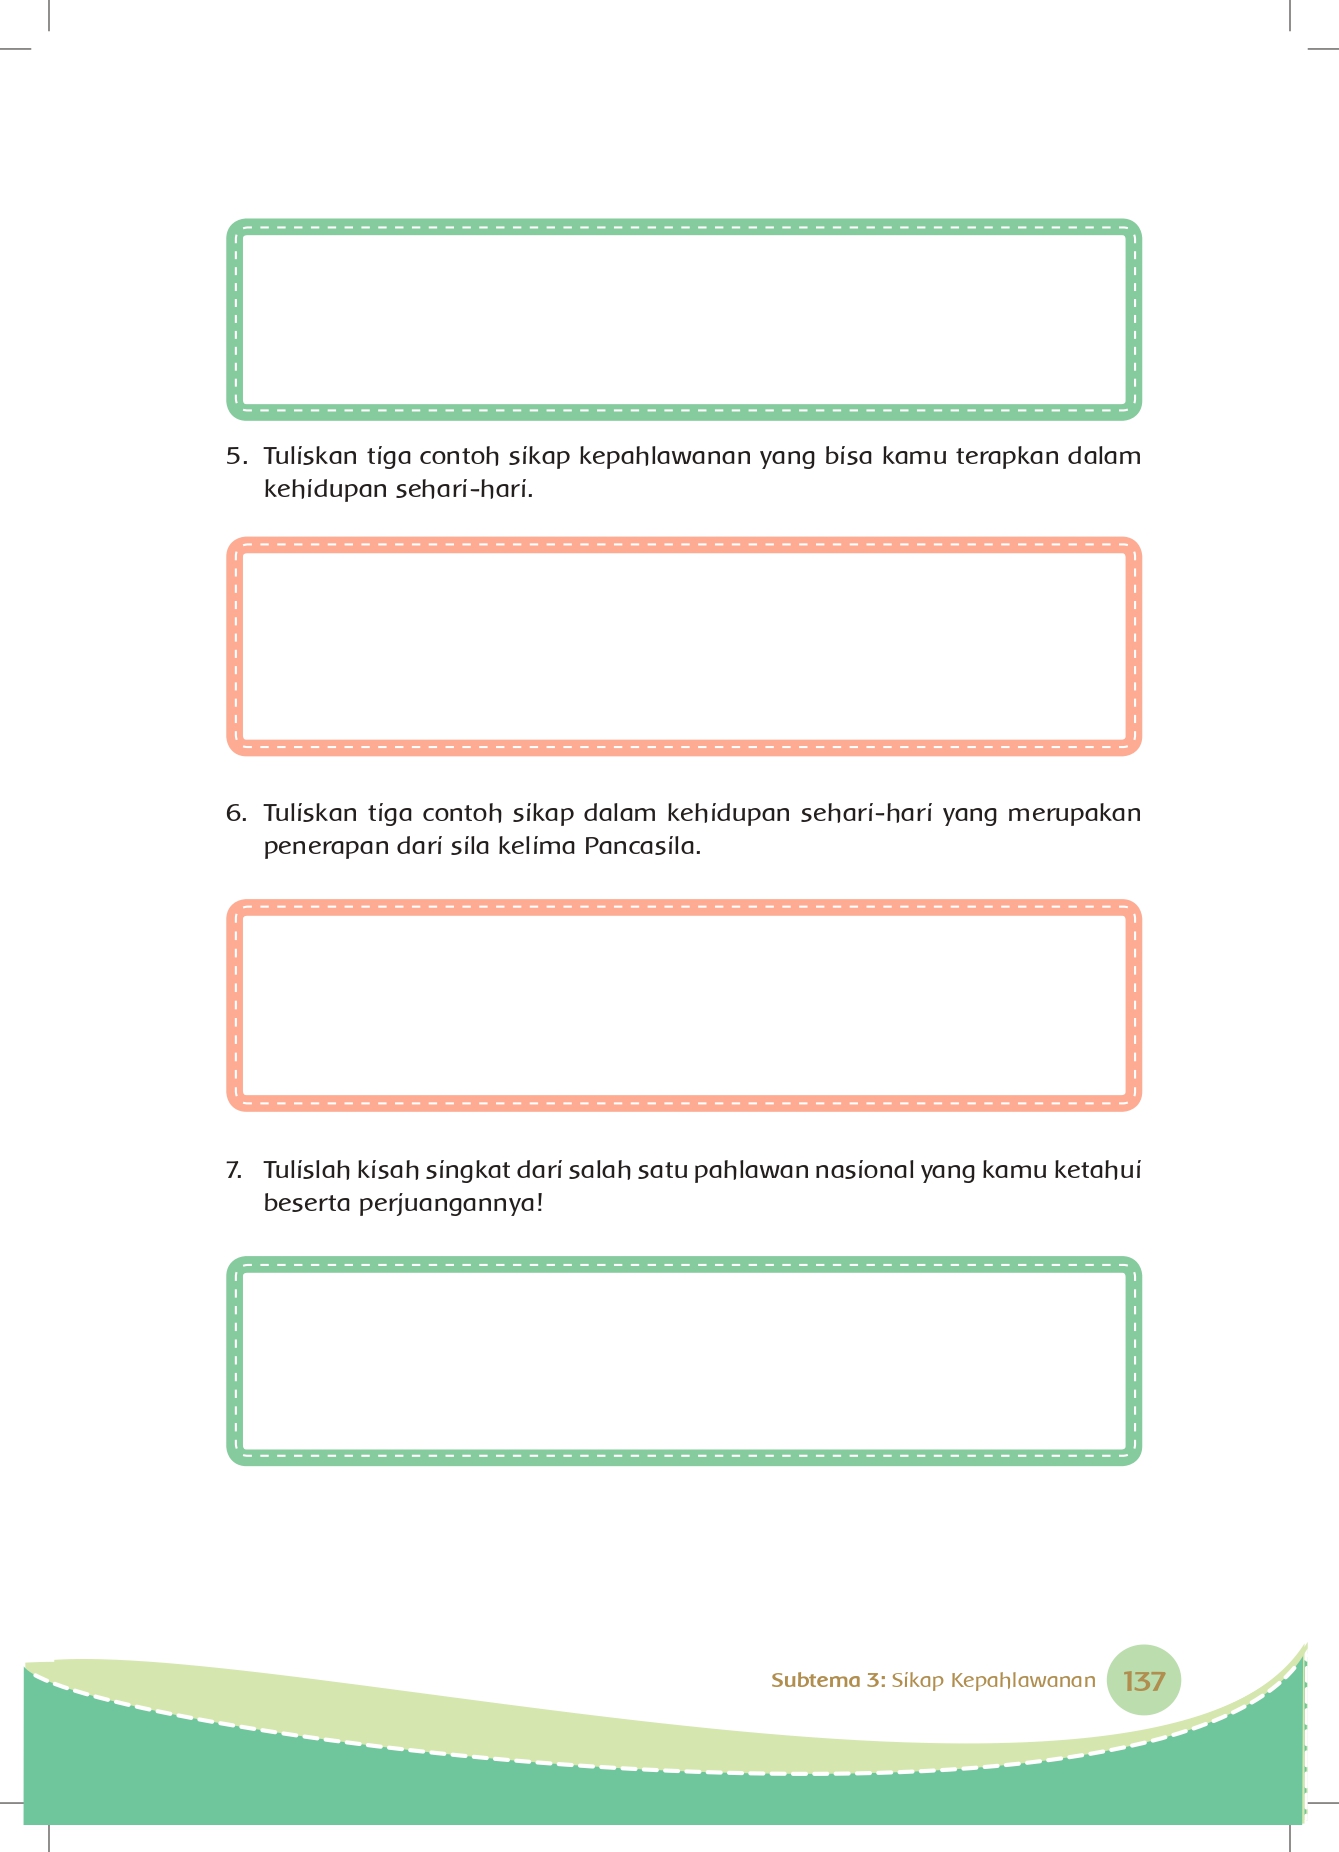 5. Tuliskan tiga contoh sikap kepahlawanan yang bisa kamu terapkan dalam
kehidupan sehari-hari.
6. Tuliskan tiga contoh sikap dalam kehidupan sehari-hari yang merupakan
penerapan dari sila kelima Pancasila.
7. Tulislah kisah singkat dari salah satu pahlawan nasional yang kamu ketahui
beserta perjuangannya!
Subtema 3: Sikap Kepahlawanan 137